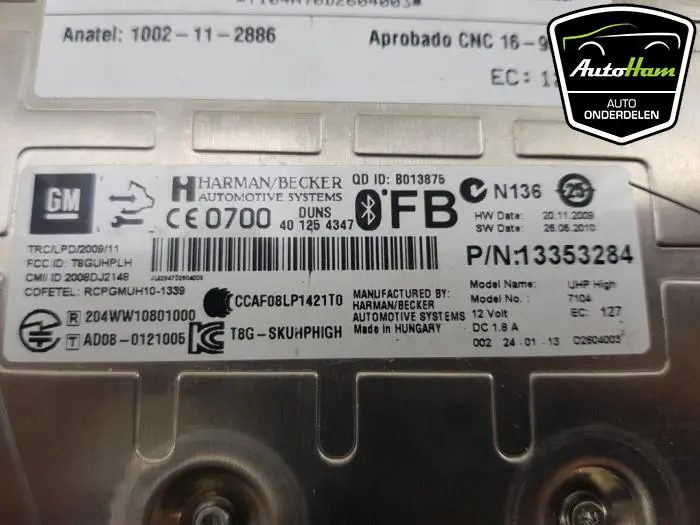 Anatel: 1002-11-2886
Aprobado CNC 16-9
EC: 12
AutoHam
AUTO
ONDERDELEN
GM
HARMAN/BECKER
AUTOMOTIVE SYSTEMS
QD ID: B013875
CE 0700
DUNS
40 125 4347
FB
N136
25
HW Date: 20.11.2009
SW Date: 26.05.2010
P/N:13353284
TRC/LPD/2009/11
FCC ID: T8GUHPLH
CMII ID 2008DJ2148
COFETEL: RCPGMUH10-1339
CCAF08LP1421T0
R 204WW10801000
T AD08-0121005
T8G-SKUHPHIGH
MANUFACTURED BY:
HARMAN/BECKER
AUTOMOTIVE SYSTEMS
Made in HUNGARY
Model Name: UHP High
Model No.: 7104
12 Volt EC: 127
DC 1.8 A
002 24-01-13 D2604003